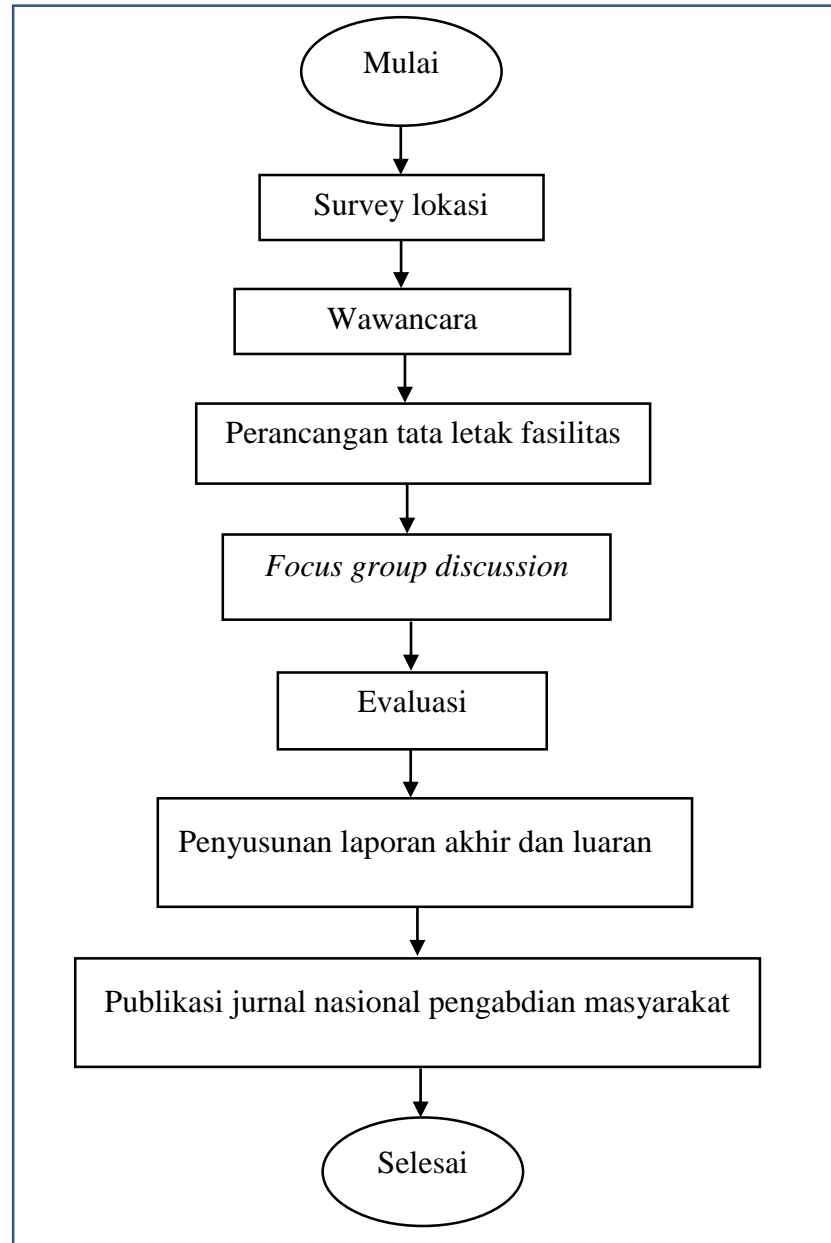 Mulai
Survey lokasi
Wawancara
Perancangan tata letak fasilitas
Focus group discussion
Evaluasi
Penyusunan laporan akhir dan luaran
Publikasi jurnal nasional pengabdian masyarakat
Selesai